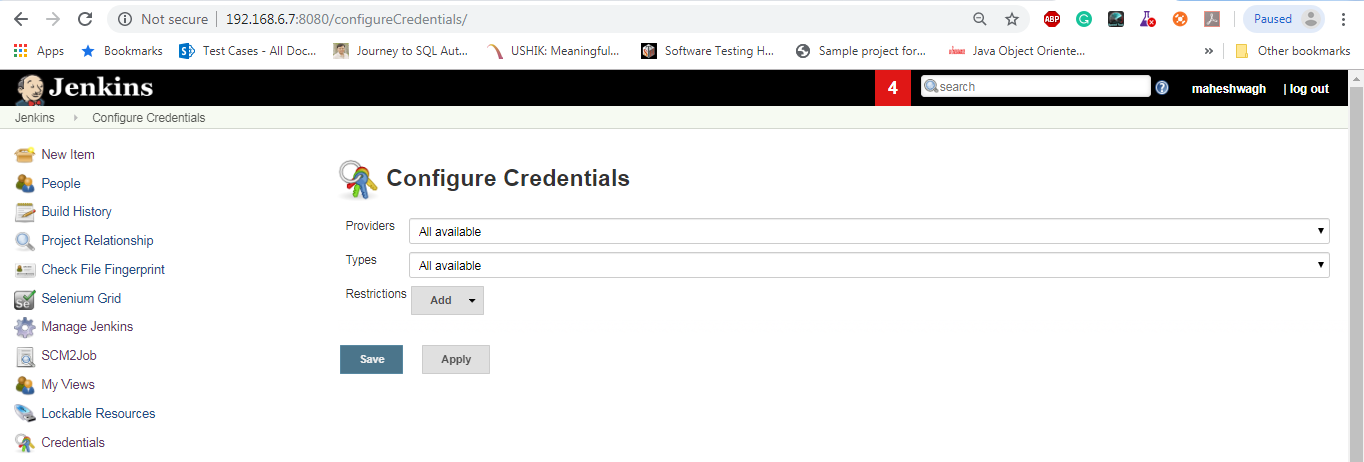 Not secure | 192.168.6.7:8080/configureCredentials/ ABP Paused
Apps Bookmarks Test Cases - All Doc... Journey to SQL Aut... USHIK: Meaningful... Software Testing H... Sample project for... Java Object Oriente... » Other bookmarks
Jenkins 4 search ? maheshwagh | log out
Jenkins Configure Credentials
New Item
People
Build History
Project Relationship
Check File Fingerprint
Se Selenium Grid
Manage Jenkins
SCM2Job
My Views
Lockable Resources
Credentials
Configure Credentials
Providers All available
Types All available
Restrictions Add
Save Apply